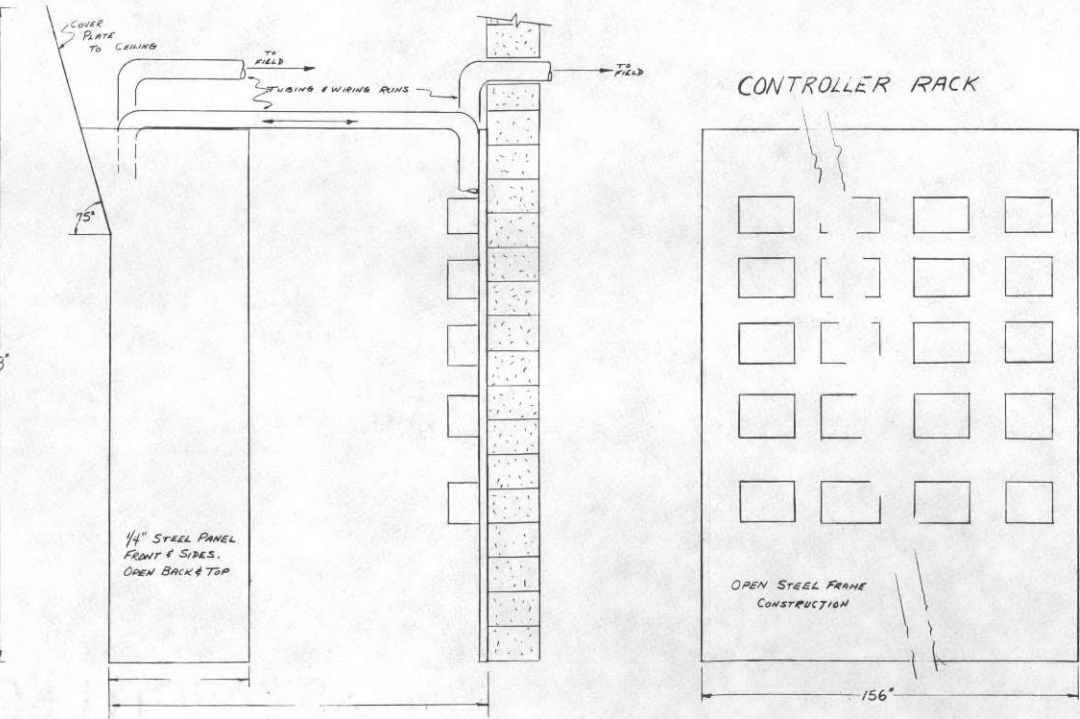 COVER
PLATE
TO CEILING
TO
FIELD
TUBING & WIRING RUNS
TO
FIELD
CONTROLLER RACK
75°
1/4" STEEL PANEL
FRONT & SIDES.
OPEN BACK & TOP
OPEN STEEL FRAME
CONSTRUCTION
156"